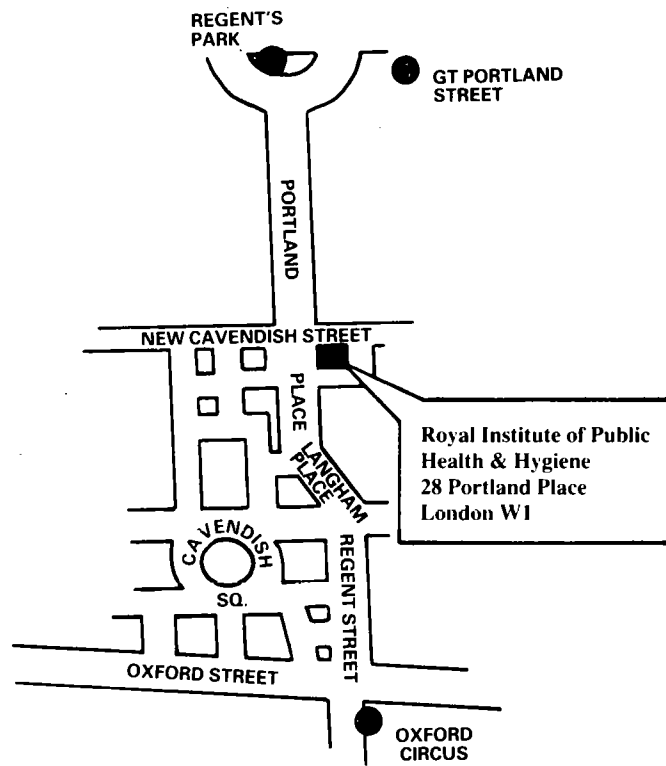 REGENT'S
PARK
GT PORTLAND
STREET
PORTLAND
NEW CAVENDISH STREET
PLACE
Royal Institute of Public
Health & Hygiene
28 Portland Place
London W1
LANGHAM
PLACE
CAVENDISH
SQ.
REGENT STREET
OXFORD STREET
OXFORD
CIRCUS